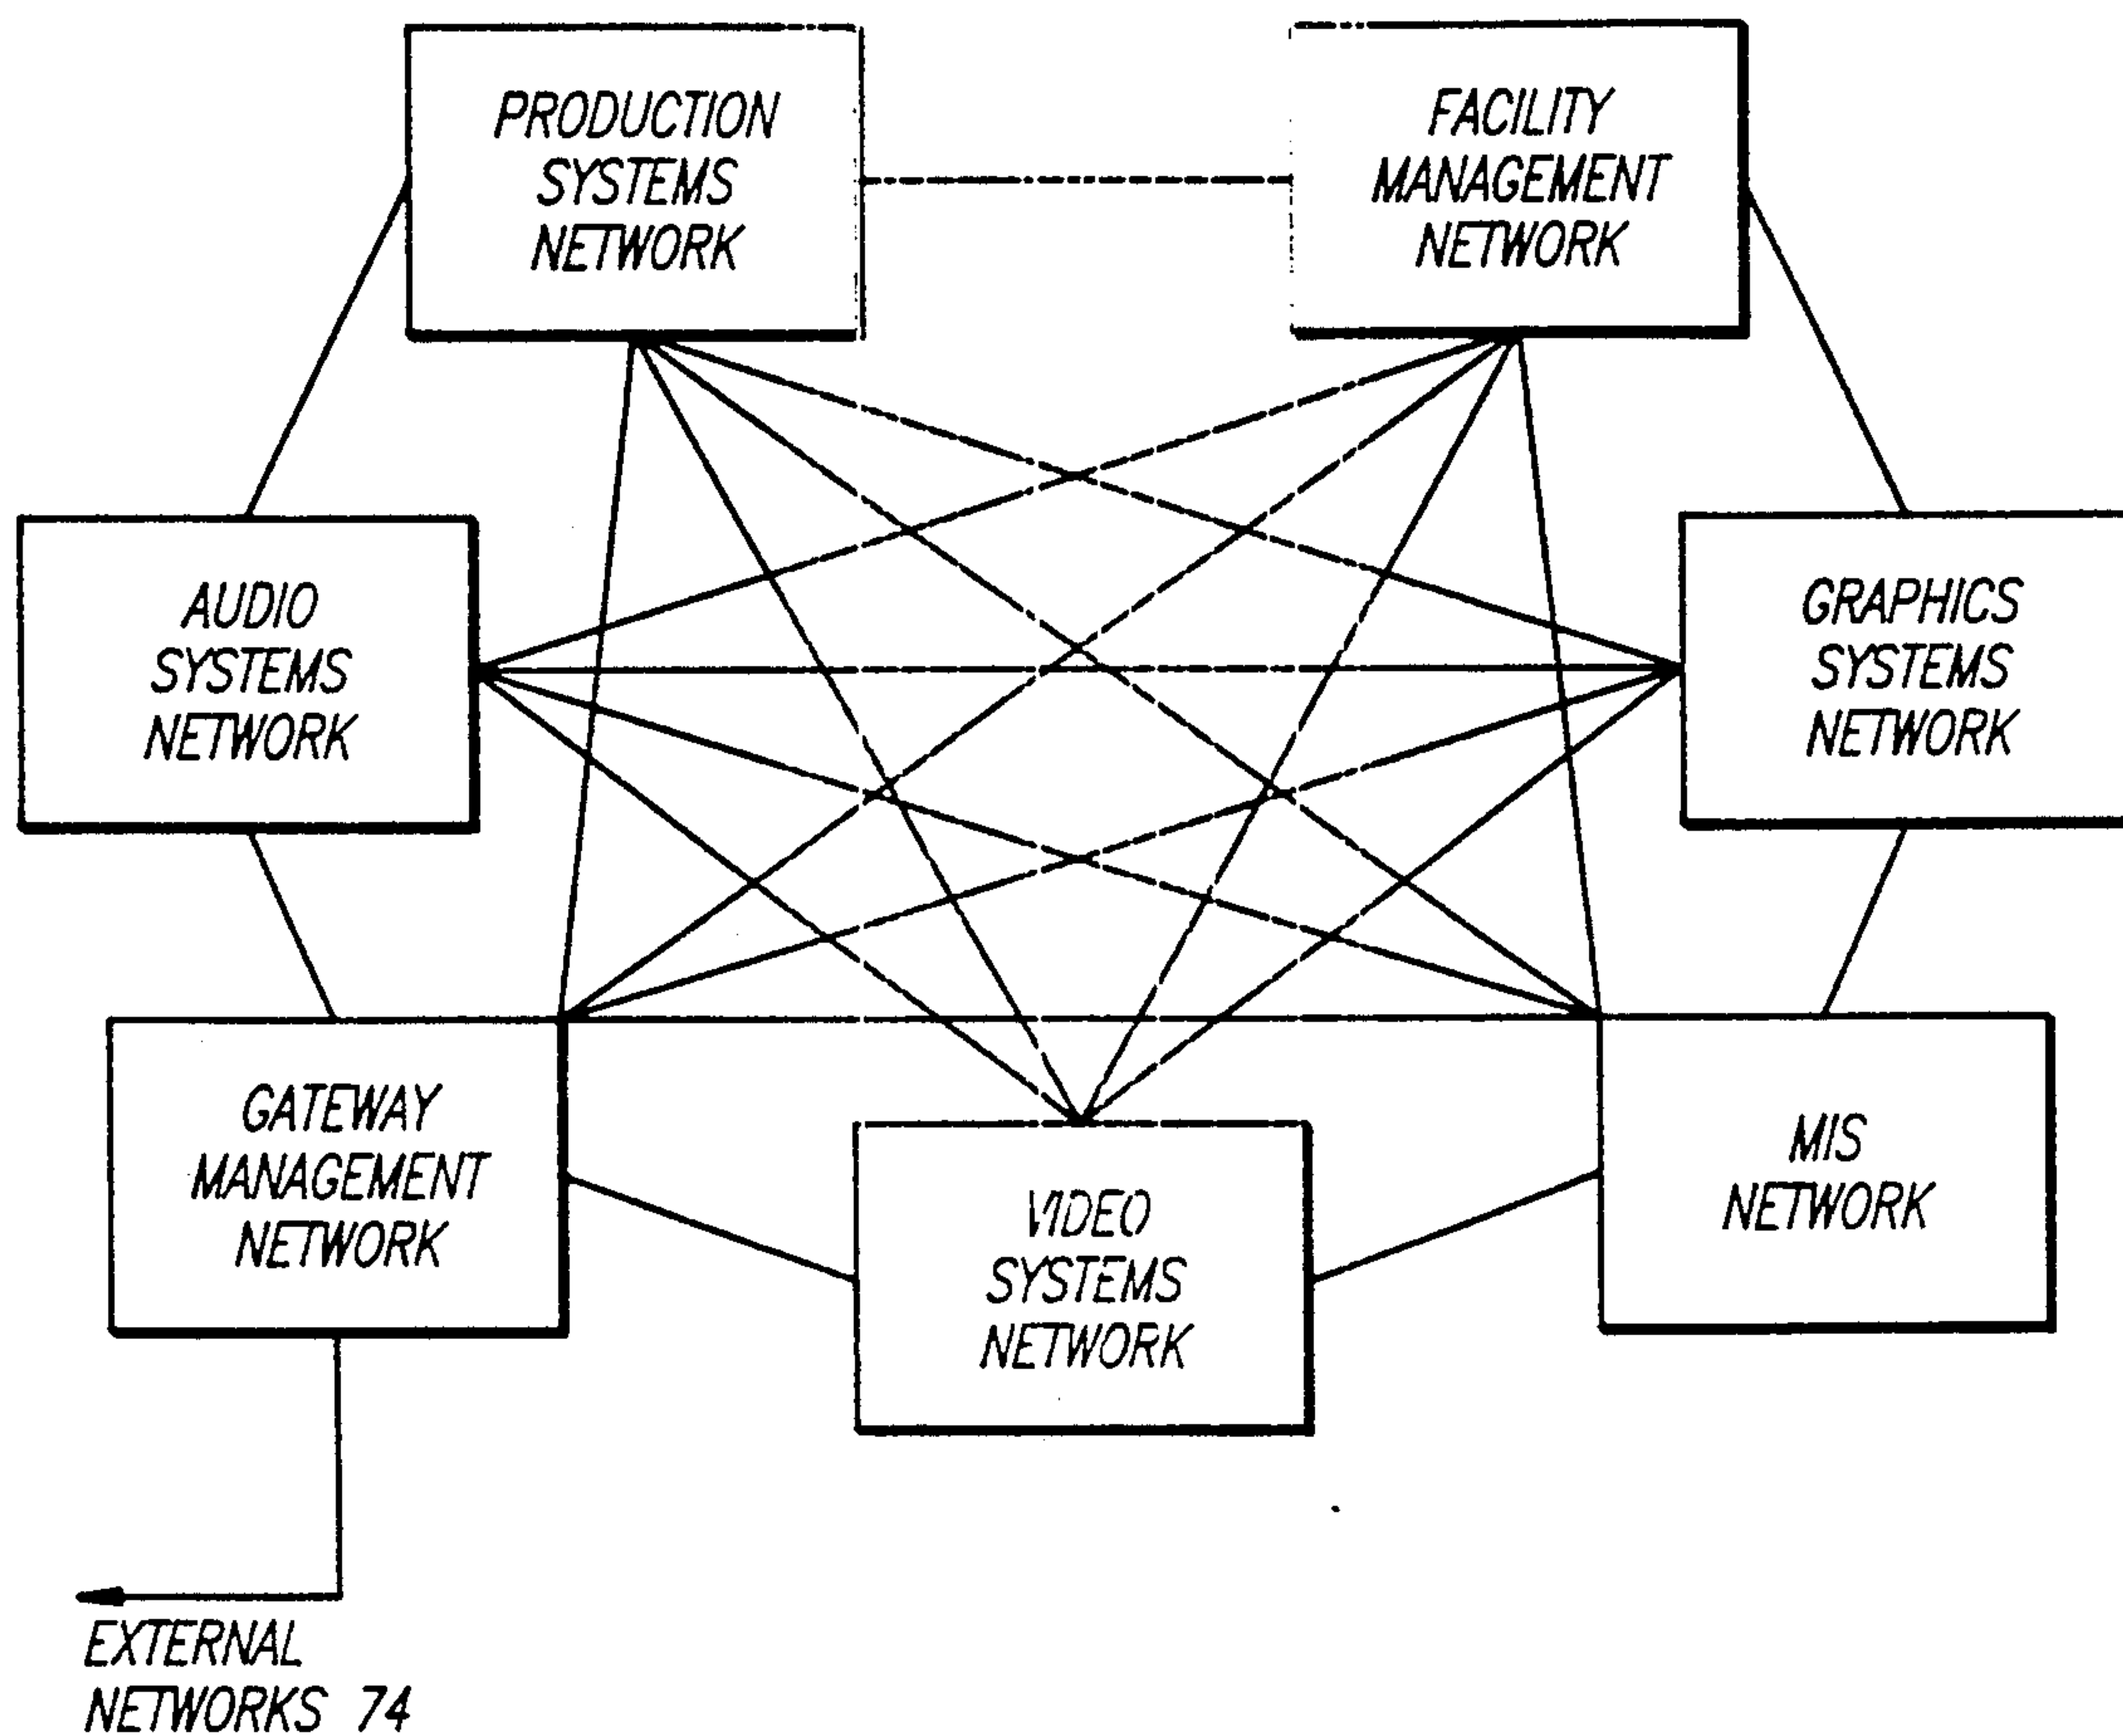 PRODUCTION
SYSTEMS
NETWORK
FACILITY
MANAGEMENT
NETWORK
AUDIO
SYSTEMS
NETWORK
GRAPHICS
SYSTEMS
NETWORK
GATEWAY
MANAGEMENT
NETWORK
VIDEO
SYSTEMS
NETWORK
MIS
NETWORK
EXTERNAL
NETWORKS 74